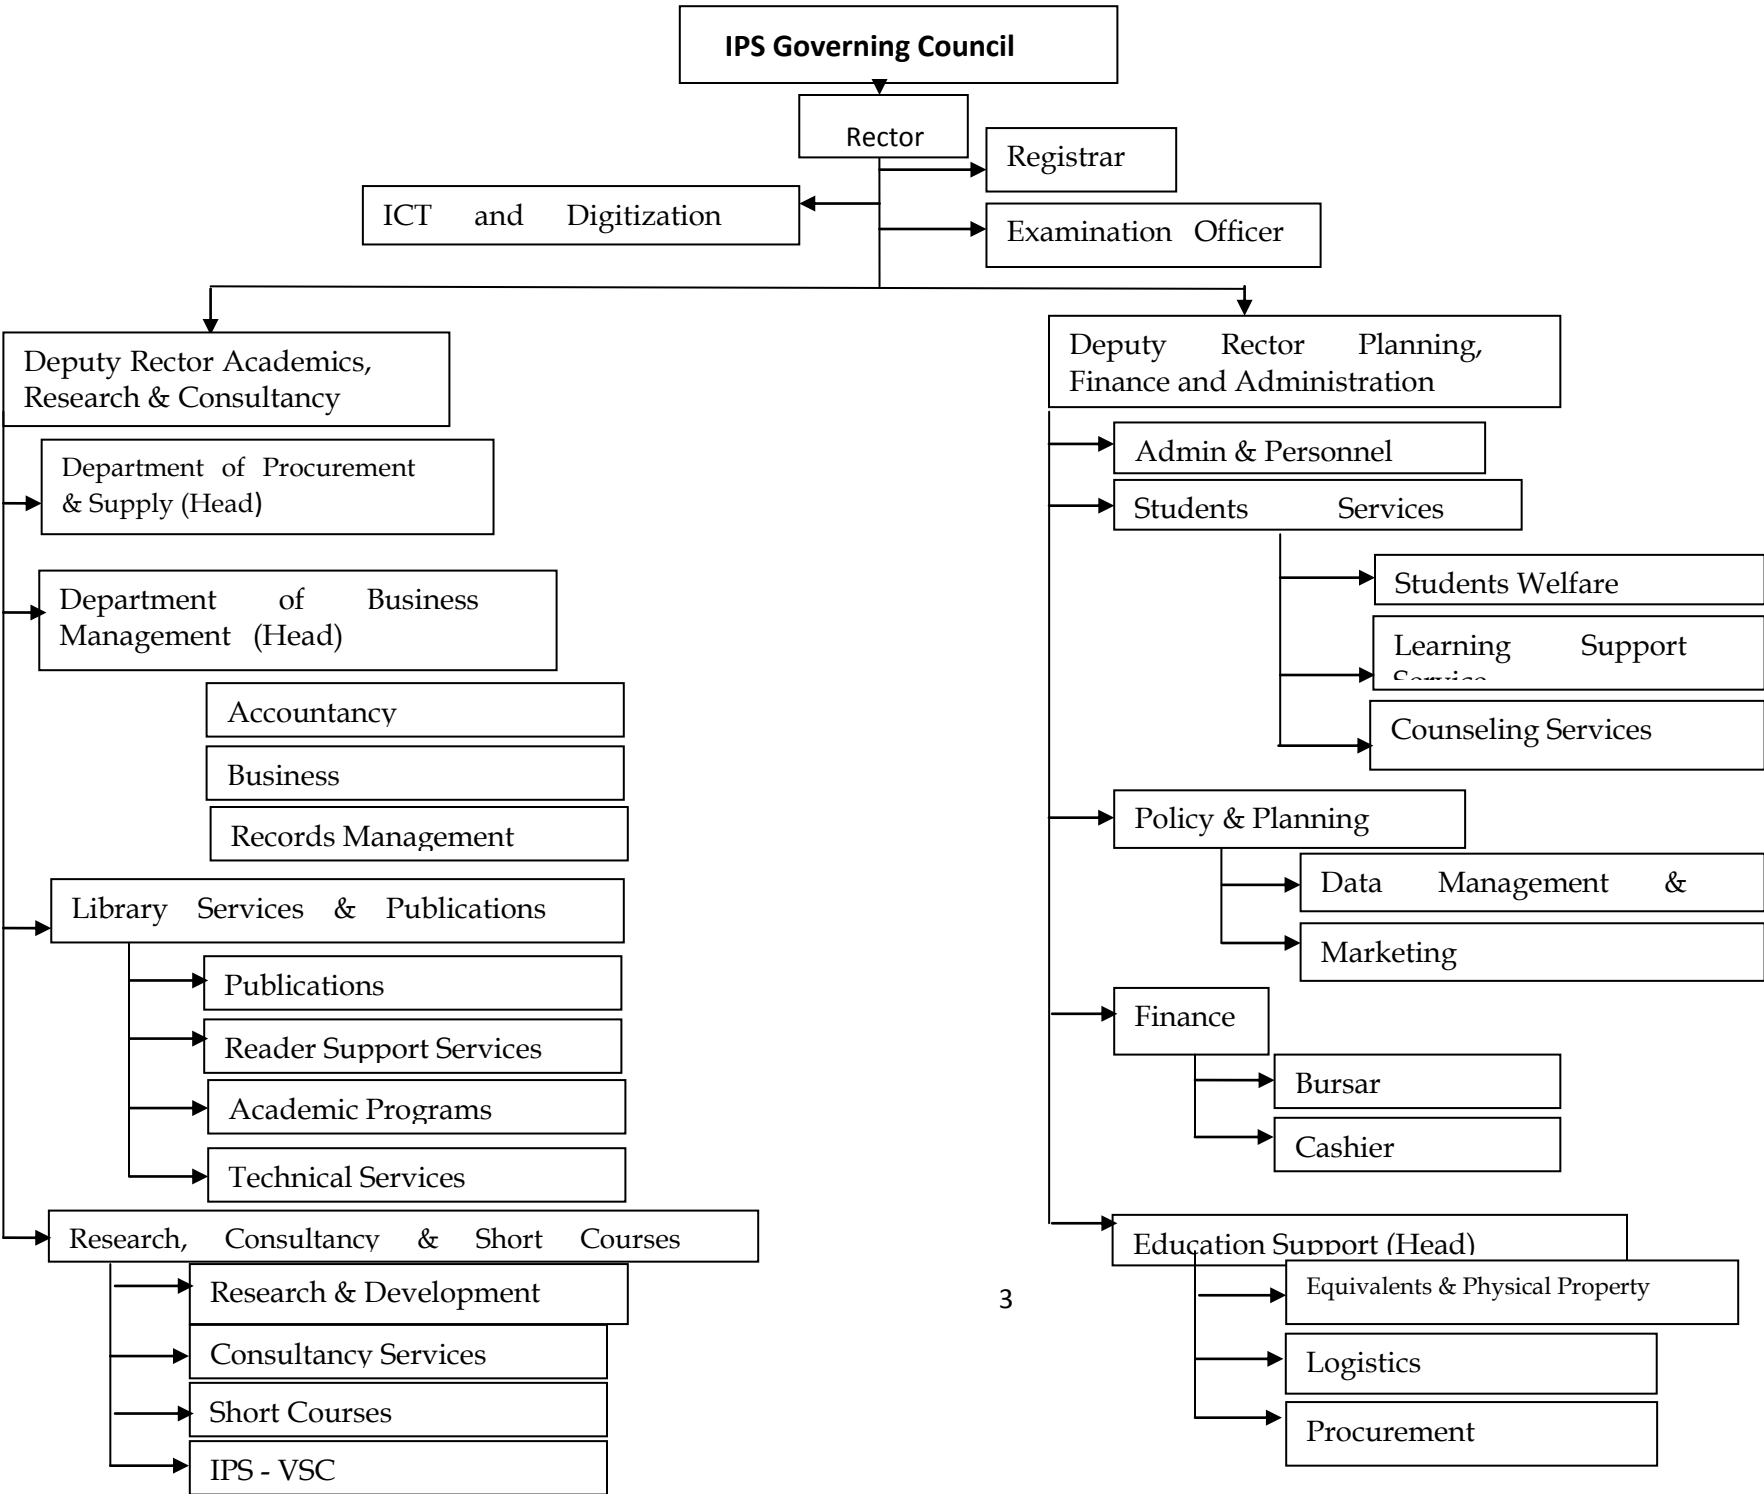 IPS Governing Council
Rector
Registrar
ICT and Digitization
Examination Officer
Deputy Rector Academics,
Research & Consultancy
Department of Procurement
& Supply (Head)
Department of Business
Management (Head)
Accountancy
Business
Records Management
Library Services & Publications
Publications
Reader Support Services
Academic Programs
Technical Services
Research, Consultancy & Short Courses
Research & Development
Consultancy Services
Short Courses
IPS - VSC
Deputy Rector Planning,
Finance and Administration
Admin & Personnel
Students Services
Students Welfare
Learning Support
Service
Counseling Services
Policy & Planning
Data Management &
Marketing
Finance
Bursar
Cashier
Education Support (Head)
Equivalents & Physical Property
Logistics
Procurement
3